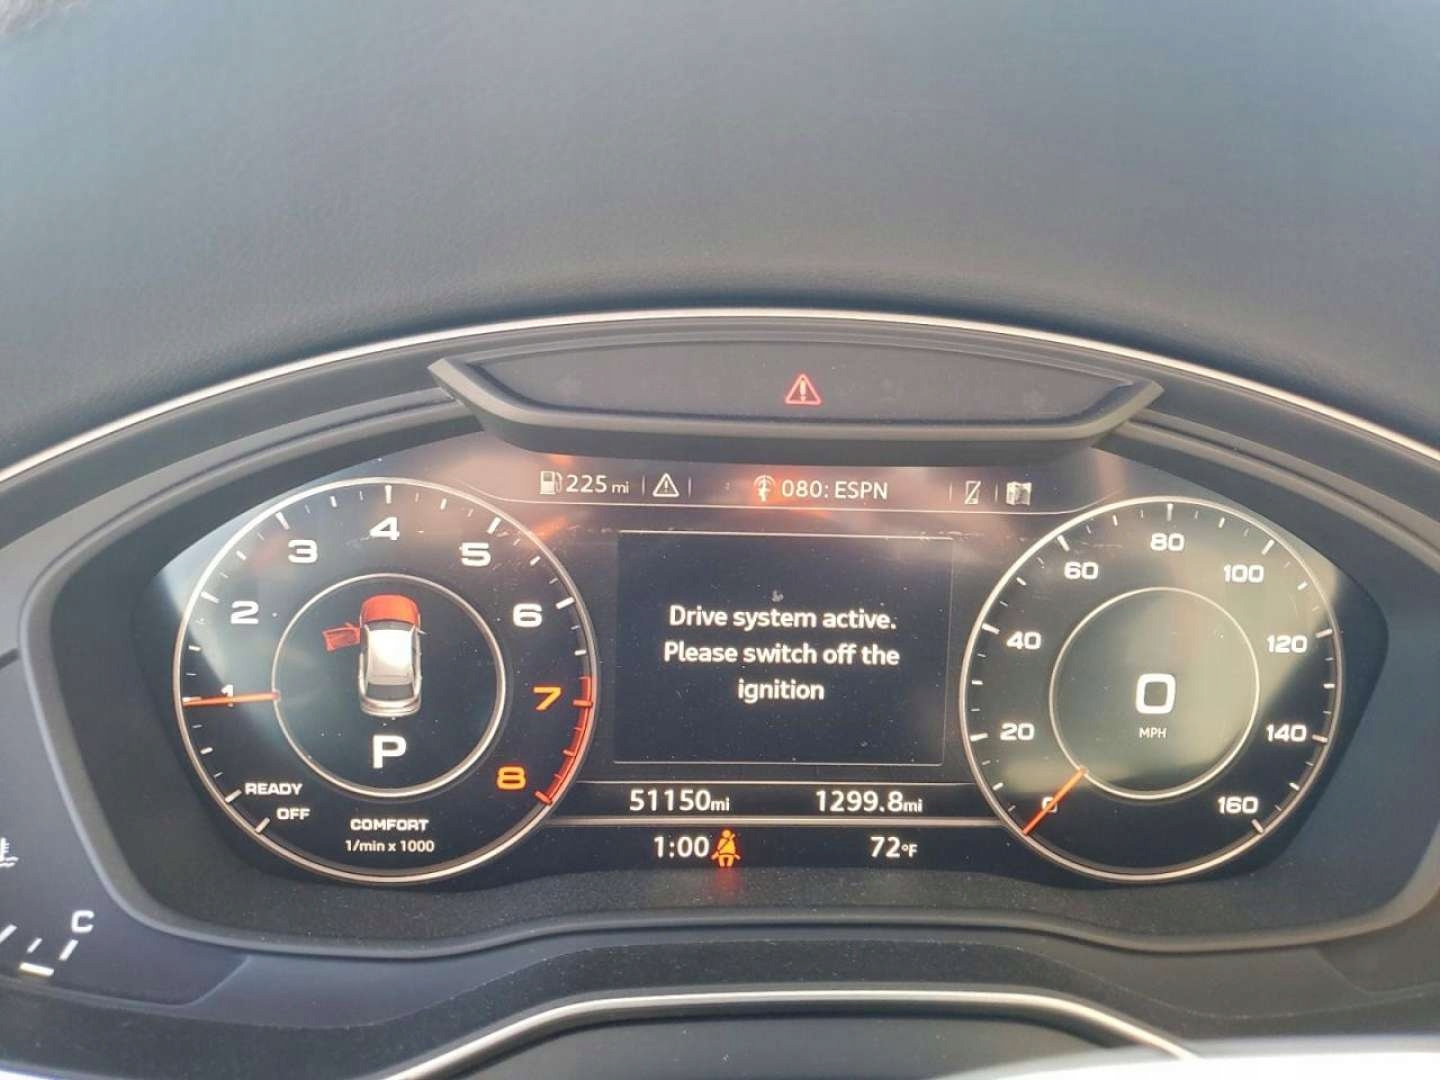 225 mi
080: ESPN
1
2
3
4
5
6
7
8
P
READY
OFF
COMFORT
1/min x 1000
Drive system active.
Please switch off the
ignition
51150mi
1299.8mi
1:00
72°F
0
20
40
60
80
100
120
140
160
0
MPH
C